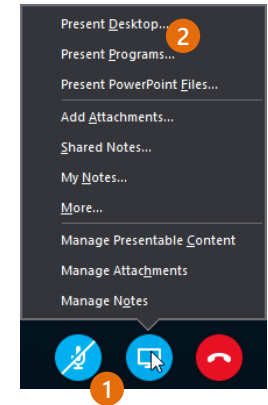 Present Desktop...
2
Present Programs...
Present PowerPoint Files...
Add Attachments...
Shared Notes...
My Notes...
More...
Manage Presentable Content
Manage Attachments
Manage Notes
1